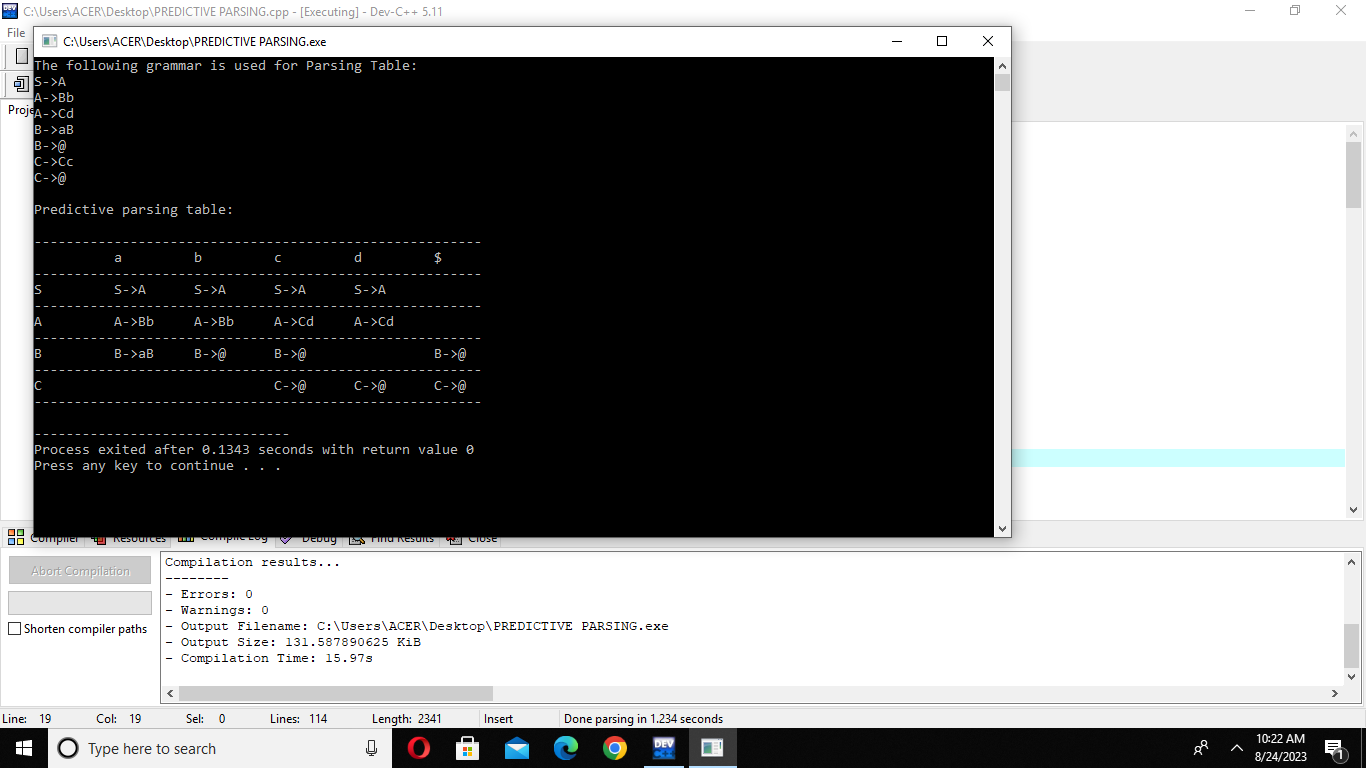 C:\Users\ACER\Desktop\PREDICTIVE PARSING.cpp - [Executing] - Dev-C++ 5.11
File
C:\Users\ACER\Desktop\PREDICTIVE PARSING.exe
The following grammar is used for Parsing Table:
S->A
A->Bb
Proje
A->Cd
B->aB
B->@
C->Cc
C->@
Predictive parsing table:
--------------------------------------------------------
a b c d $
--------------------------------------------------------
S S->A S->A S->A S->A
--------------------------------------------------------
A A->Bb A->Bb A->Cd A->Cd
--------------------------------------------------------
B B->aB B->@ B->@ B->@
--------------------------------------------------------
C C->@ C->@ C->@
--------------------------------------------------------
--------------------------------
Process exited after 0.1343 seconds with return value 0
Press any key to continue . . .
Compiler Resources Compile Log Debug Find Results Close
Abort Compilation
Shorten compiler paths
Compilation results...
--------
- Errors: 0
- Warnings: 0
- Output Filename: C:\Users\ACER\Desktop\PREDICTIVE PARSING.exe
- Output Size: 131.587890625 KiB
- Compilation Time: 15.97s
Line: 19 Col: 19 Sel: 0 Lines: 114 Length: 2341 Insert Done parsing in 1.234 seconds
Type here to search
DEV
10:22 AM
8/24/2023
1